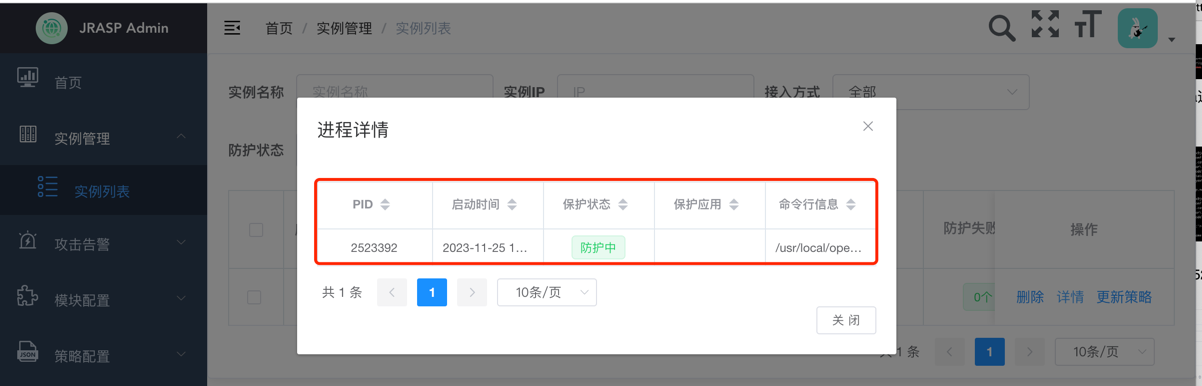 JRASP Admin
首页 / 实例管理 / 实例列表
首页
实例管理
实例列表
攻击告警
模块配置
策略配置
实例名称 实例名称 实例IP IP 接入方式 全部
防护状态
防护失败 操作
0个 删除 详情 更新策略
共 1 条 1 10条/页
进程详情
PID 启动时间 保护状态 保护应用 命令行信息
2523392 2023-11-25 1... 防护中 /usr/local/ope...
共 1 条 1 10条/页
关 闭